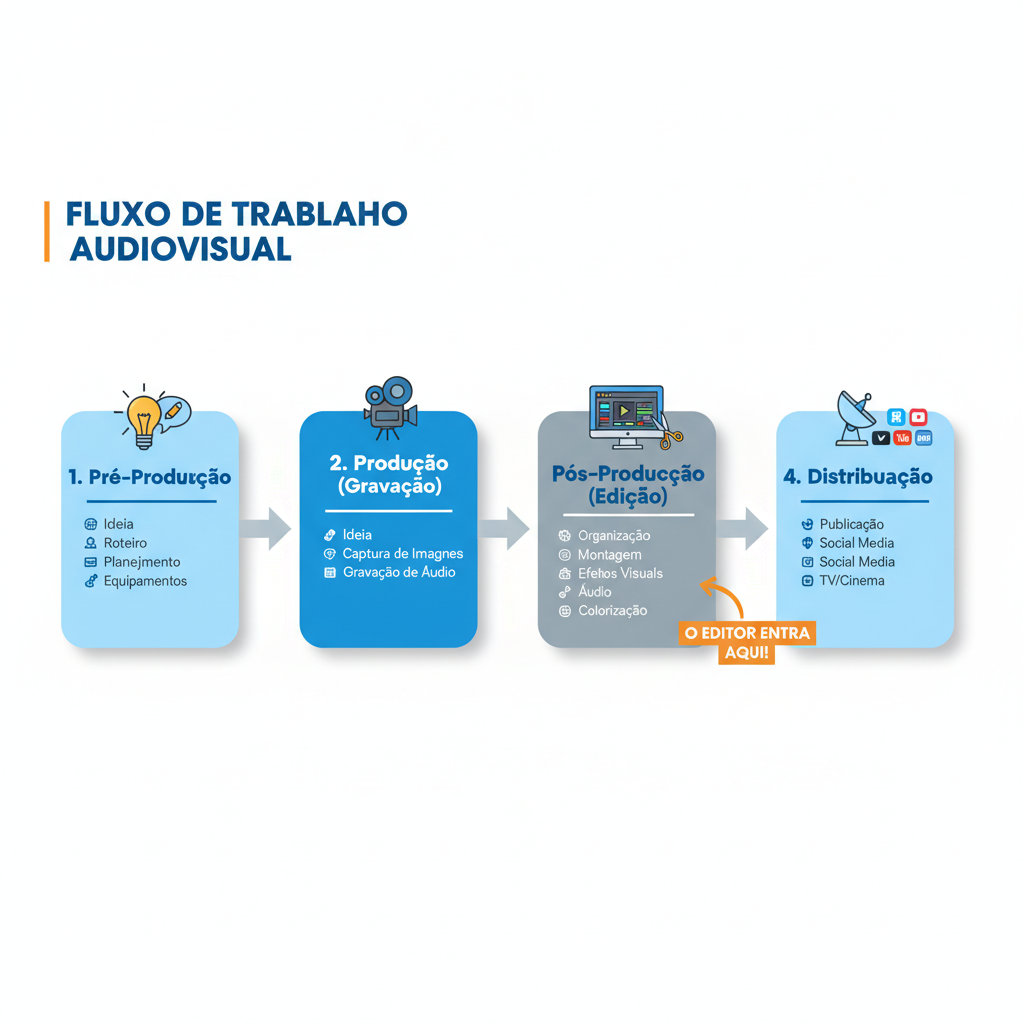 FLUXO DE TRABLAHO
AUDIOVISUAL
1. Pré-Produrção
Ideia
Roteiro
Planejmento
Equipamentos
2. Produção
(Gravação)
Ideia
Captura de Imagnes
Gravação de Áudio
Pós-Producção
(Edição)
Organização
Montagem
Efehos Visuals
Áudio
Colorização
O EDITOR ENTRA
AQUI!
4. Distribuação
Publicação
Social Media
Social Media
TV/Cinema